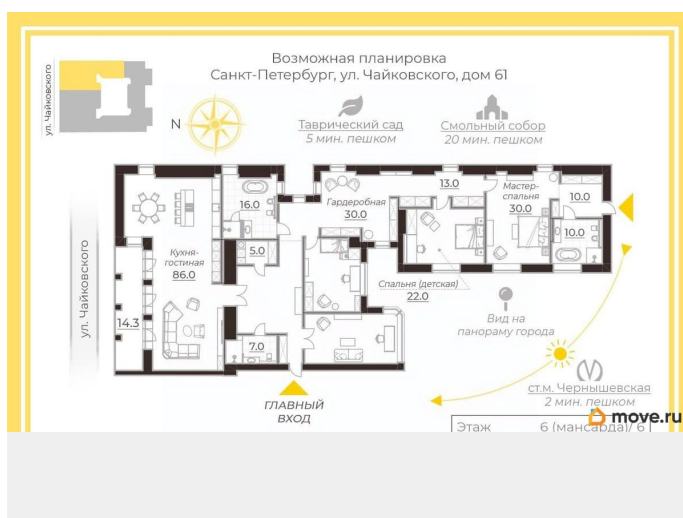 Возможная планировка
Санкт-Петербург, ул. Чайковского, дом 61
ул. Чайковского
N
Таврический сад
5 мин. пешком
Смольный собор
20 мин. пешком
ул. Чайковского
Кухня-
гостиная
86.0
14.3
16.0
5.0
7.0
Гардеробная
30.0
13.0
Мастер-
спальня
30.0
10.0
10.0
Спальня (детская)
22.0
Вид на
панораму города
ГЛАВНЫЙ
ВХОД
ст.м. Чернышевская
2 мин. пешком
Этаж 6 (мансарда)/ 6
move.ru